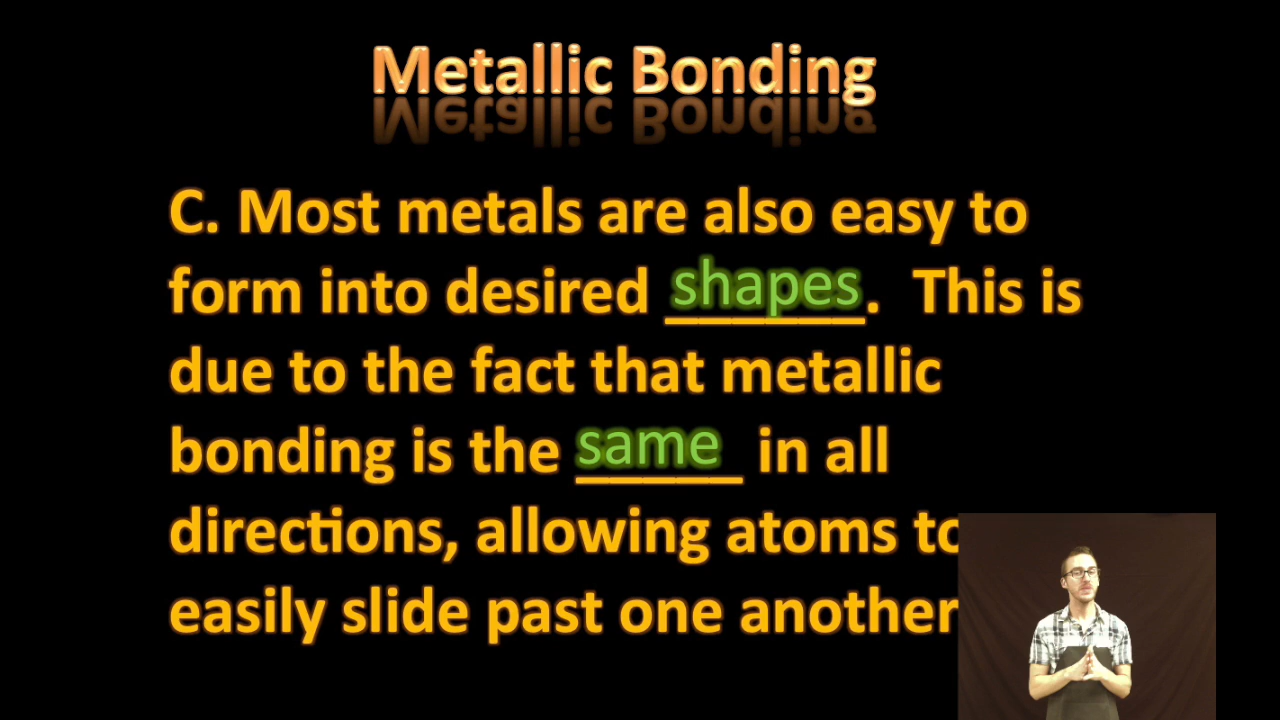 Metallic Bonding
C. Most metals are also easy to
form into desired shapes. This is
due to the fact that metallic
bonding is the same in all
directions, allowing atoms to
easily slide past one another